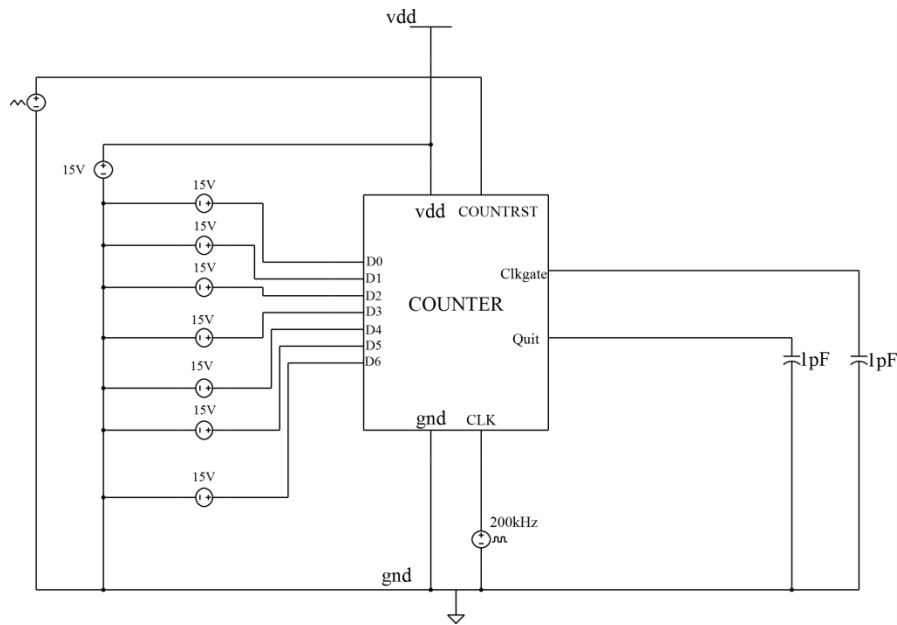 vdd
15V
15V
15V
15V
15V
15V
15V
15V
vdd
COUNTRST
D0
D1
D2
D3
D4
D5
D6
Clkgate
COUNTER
Quit
gnd
CLK
1pF
1pF
200kHz
gnd